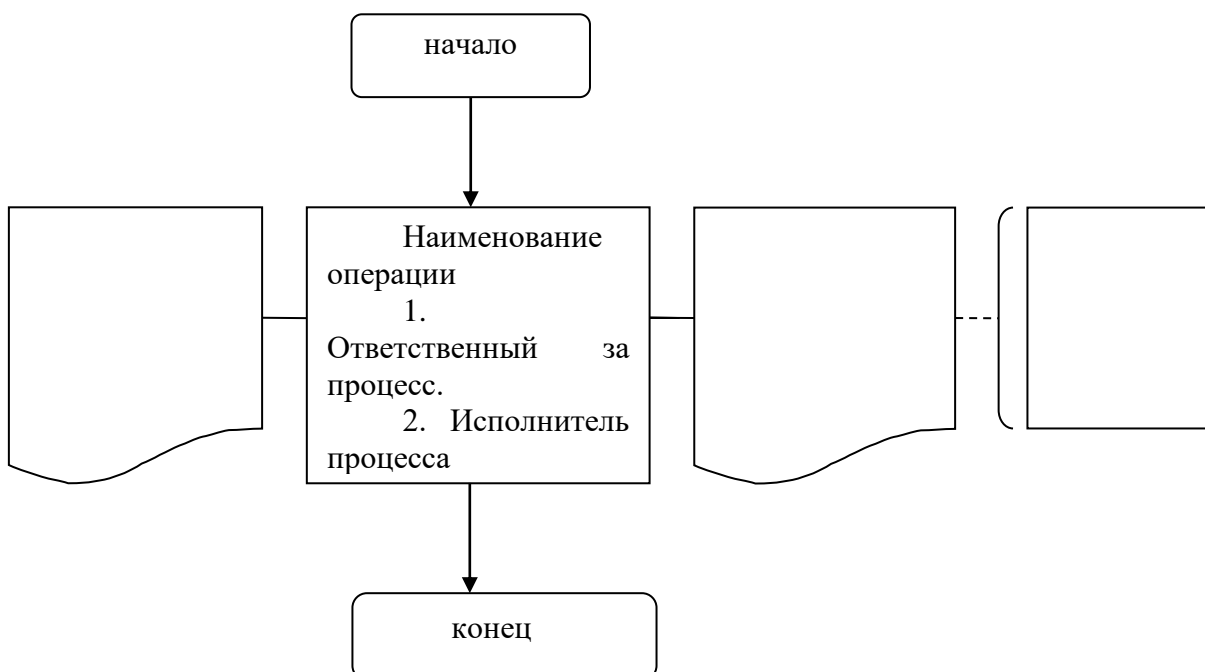 начало
Наименование
операции
1.
Ответственный за
процесс.
2. Исполнитель
процесса
конец